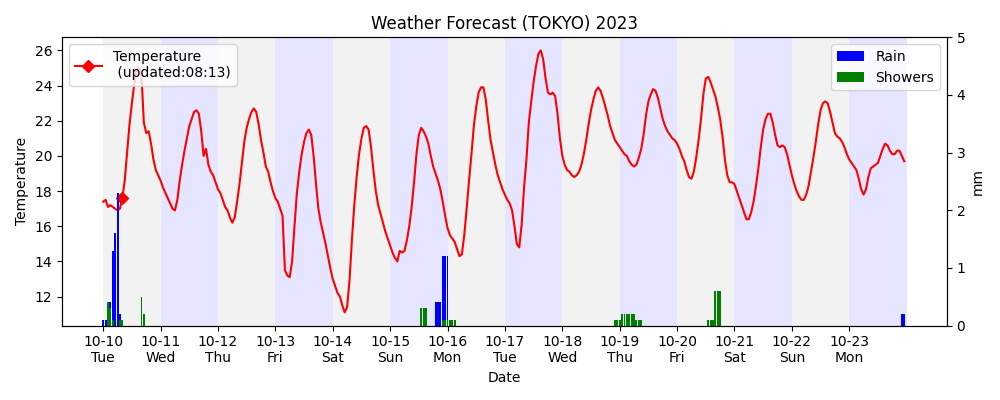 Weather Forecast (TOKYO) 2023
Temperature
(updated:08:13)
Rain
Showers
Temperature
26
24
22
20
18
16
14
12
5
4
3
2
1
0
mm
10-10 10-11 10-12 10-13 10-14 10-15 10-16 10-17 10-18 10-19 10-20 10-21 10-22 10-23
Tue Wed Thu Fri Sat Sun Mon Tue Wed Thu Fri Sat Sun Mon
Date